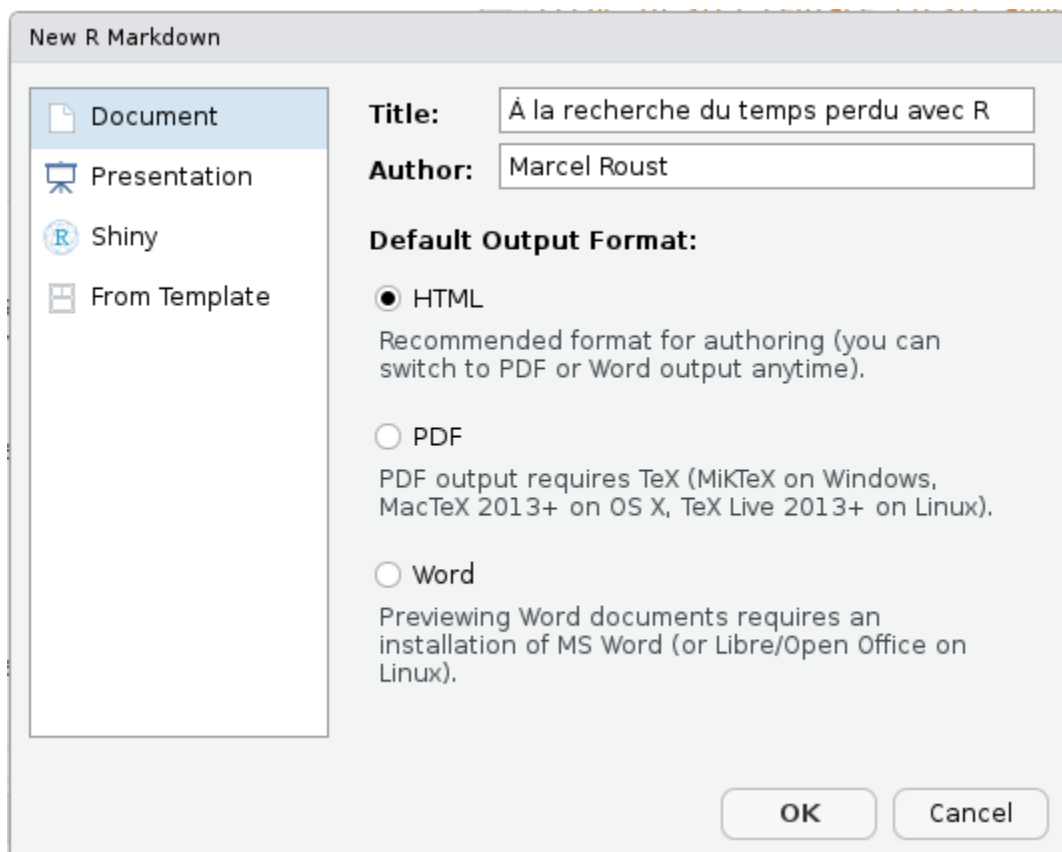 New R Markdown
Document
Presentation
R Shiny
From Template
Title: Á la recherche du temps perdu avec R
Author: Marcel Roust
Default Output Format:
HTML
Recommended format for authoring (you can
switch to PDF or Word output anytime).
PDF
PDF output requires TeX (MiKTeX on Windows,
MacTeX 2013+ on OS X, TeX Live 2013+ on Linux).
Word
Previewing Word documents requires an
installation of MS Word (or Libre/Open Office on
Linux).
OK Cancel